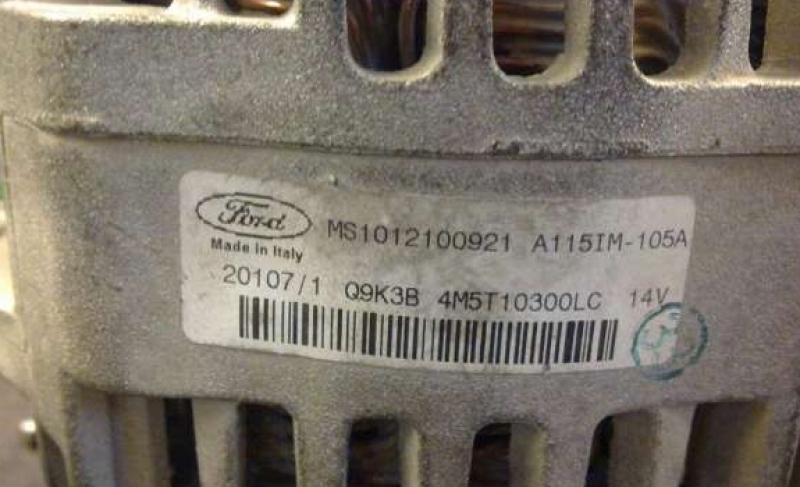 Ford MS1012100921 A115IM-105A
Made in Italy
20107/1 Q9K3B 4M5T10300LC 14V